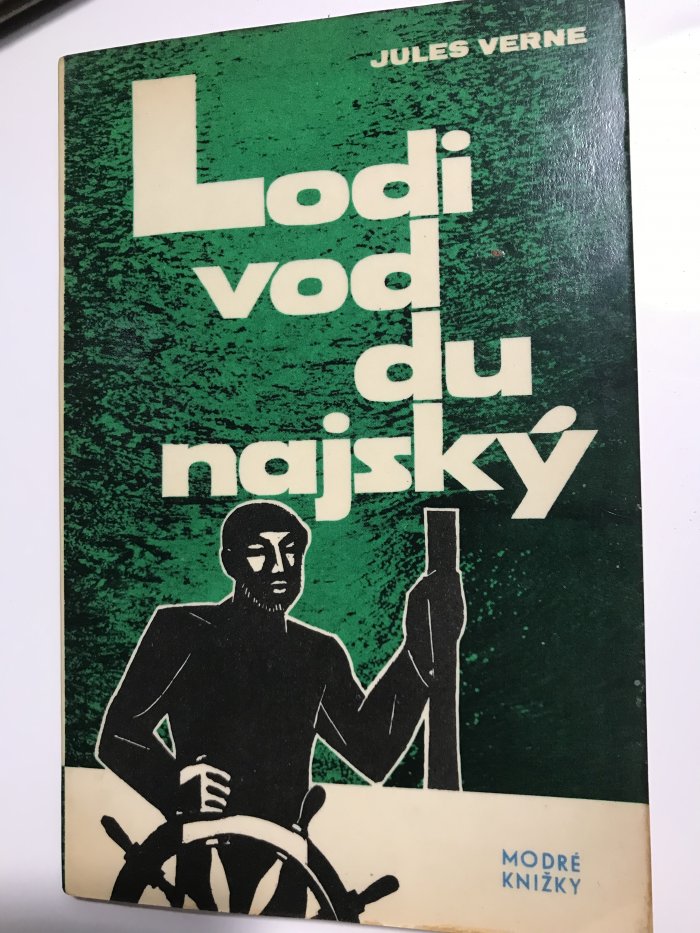 JULES VERNE
Lodi
vod
du
najský
MODRÉ
KNIŽKY